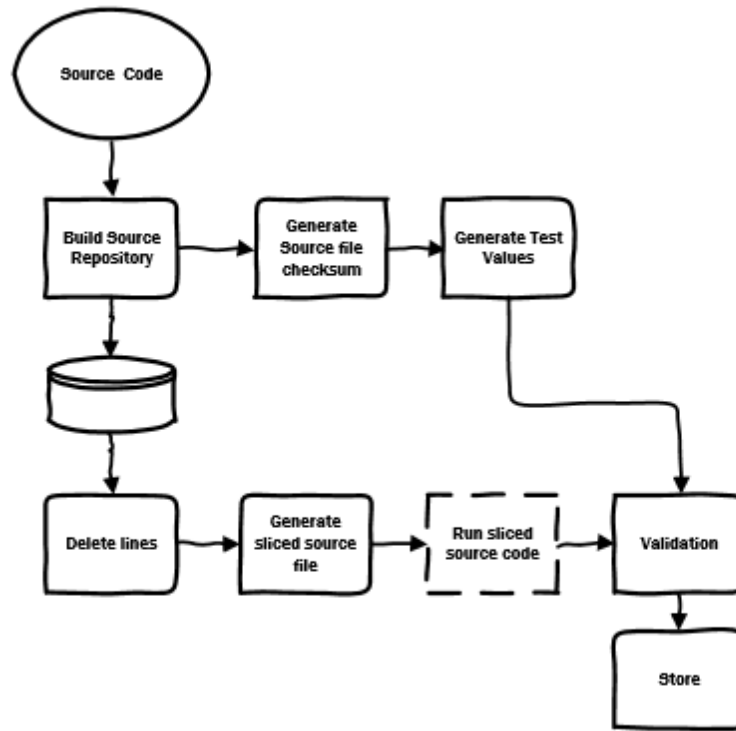 Source Code
Build Source
Repository
Generate
Source file
checksum
Generate Test
Values
Delete lines
Generate
sliced source
file
Run sliced
source code
Validation
Store